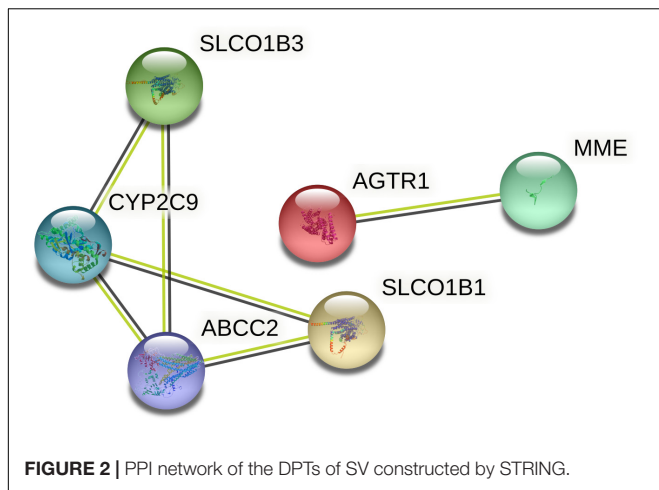 SLCO1B3
MME
AGTR1
CYP2C9
SLCO1B1
ABCC2
FIGURE 2 | PPI network of the DPTs of SV constructed by STRING.